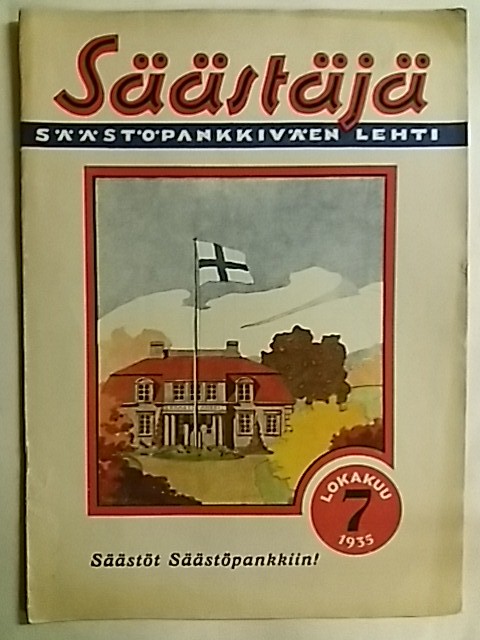 Säästäjä
SÄÄSTÖPANKKIVÄEN LEHTI
LOKAKUU
7
1935
Säästöt Säästöpankkiin!